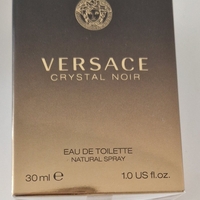 VERSACE
CRYSTAL NOIR
EAU DE TOILETTE
NATURAL SPRAY
30 ml ℮ 1.0 US fl.oz.